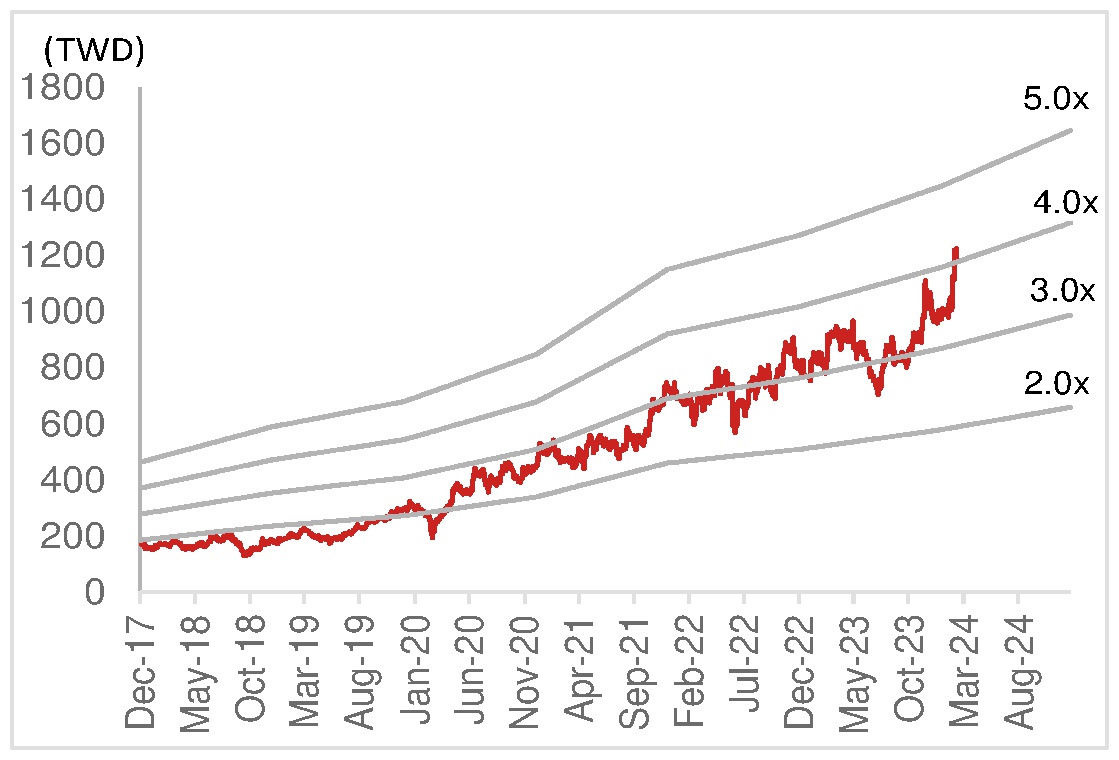 (TWD)
1800
1600
1400
1200
1000
800
600
400
200
0
5.0x
4.0x
3.0x
2.0x
Dec-17
May-18
Oct-18
Mar-19
Aug-19
Jan-20
Jun-20
Nov-20
Apr-21
Sep-21
Feb-22
Jul-22
Dec-22
May-23
Oct-23
Mar-24
Aug-24